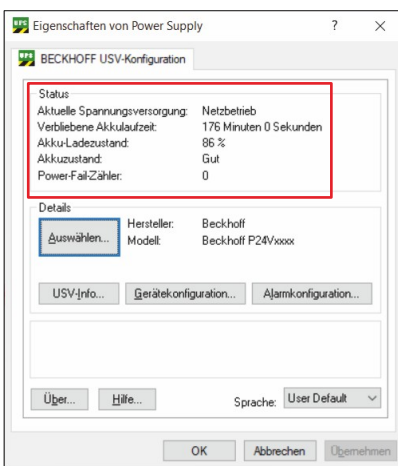 UPS Eigenschaften von Power Supply ? ×
UPS BECKHOFF USV-Konfiguration
Status
Aktuelle Spannungsversorgung: Netzbetrieb
Verbliebene Akkulaufzeit: 176 Minuten 0 Sekunden
Akku-Ladezustand: 86 %
Akkuzustand: Gut
Power-Fail-Zähler: 0
Details
Auswählen... Hersteller: Beckhoff
Modell: Beckhoff P24Vxxxx
USV-Info... Gerätekonfiguration... Alarmkonfiguration...
Über... Hilfe... Sprache: User Default
OK Abbrechen Übernehmen